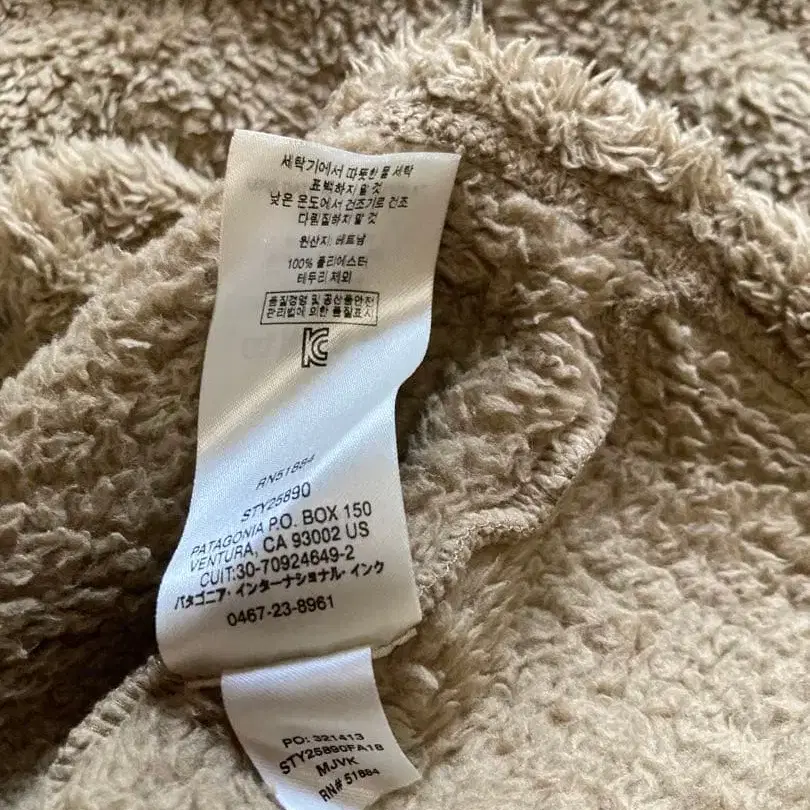 세탁기에서 따뜻한 물 세탁
표백하지 말 것
낮은 온도에서 건조기로 건조
다림질하지 말 것
원산지: 베트남
100% 폴리에스터
테두리 제외
품질경영 및 공산품안전
관리법에 의한 품질표시
RN51884
STY25890
PATAGONIA P.O. BOX 150
VENTURA, CA 93002 US
CUIT:30-70924649-2
パタゴニア・インターナショナル・インク
0467-23-8961
PO: 321413
STY25890FA18
MJVK
RN# 51884